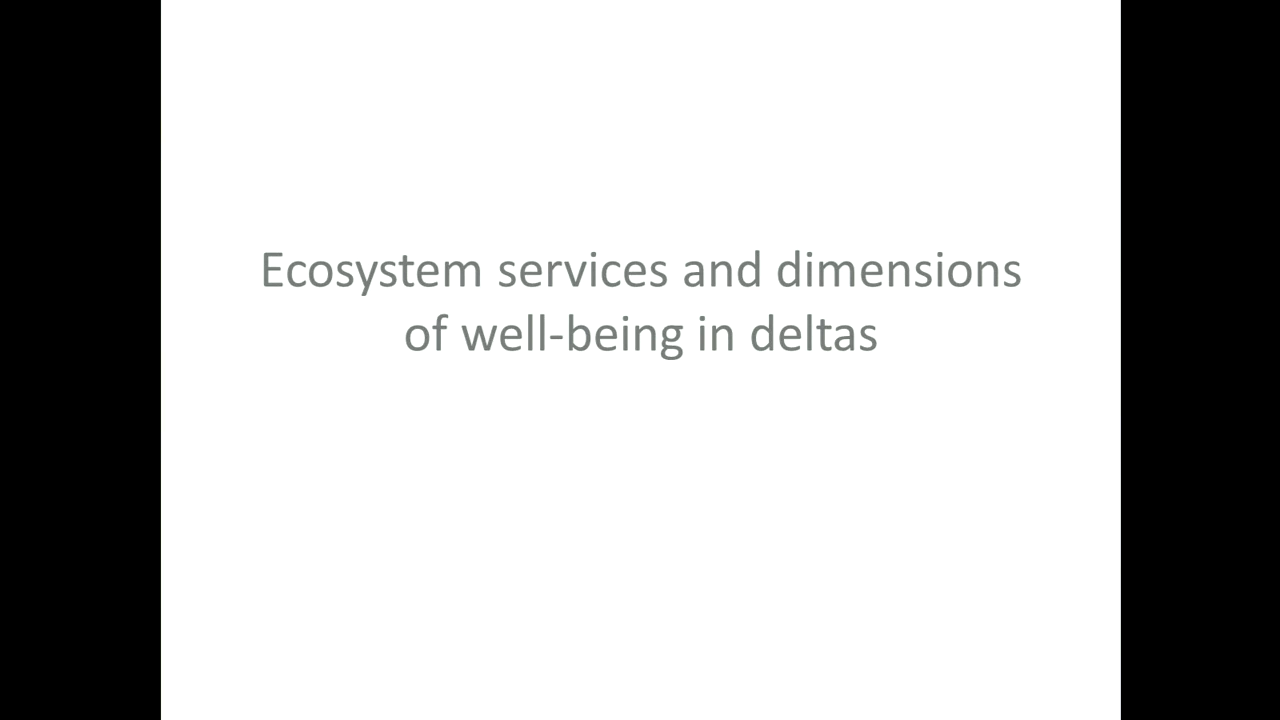 Ecosystem services and dimensions
of well-being in deltas